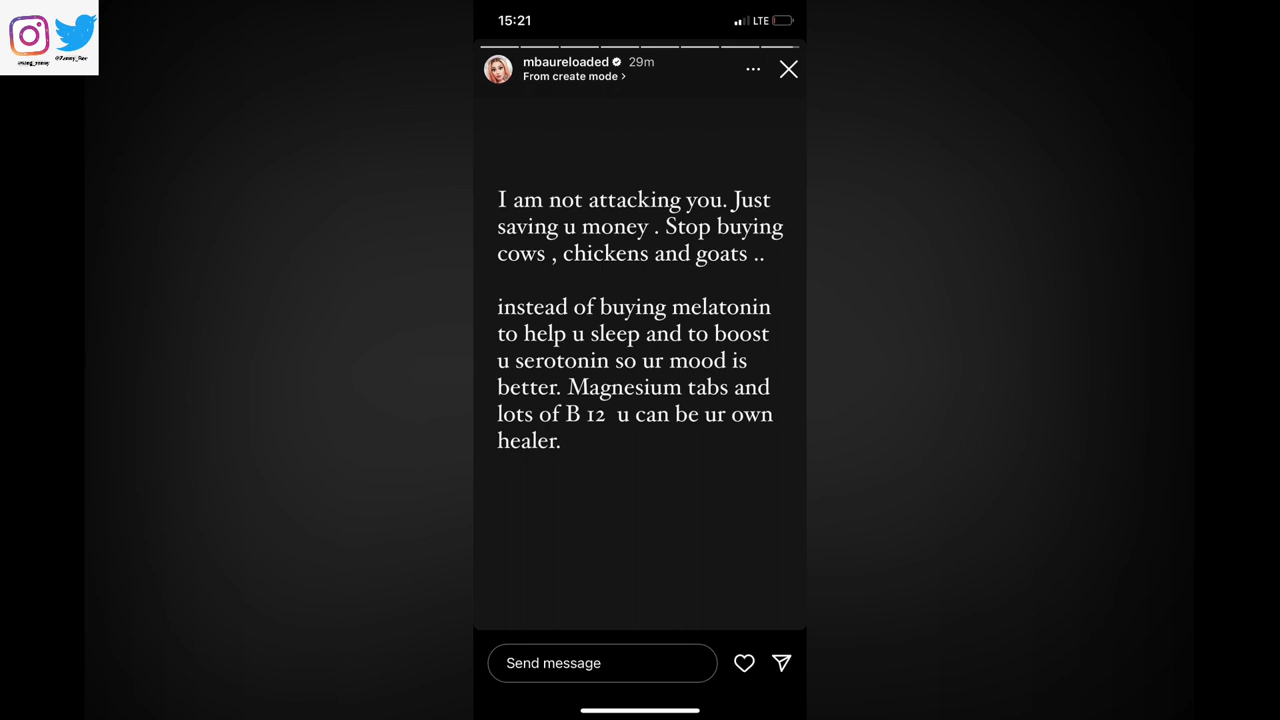 15:21
LTE
mbaureloaded 29m
From create mode >
I am not attacking you. Just
saving u money . Stop buying
cows , chickens and goats ..
instead of buying melatonin
to help u sleep and to boost
u serotonin so ur mood is
better. Magnesium tabs and
lots of B 12 u can be ur own
healer.
Send message